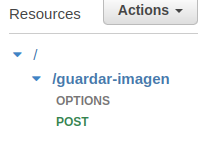 Resources Actions
/
/guardar-imagen
OPTIONS
POST